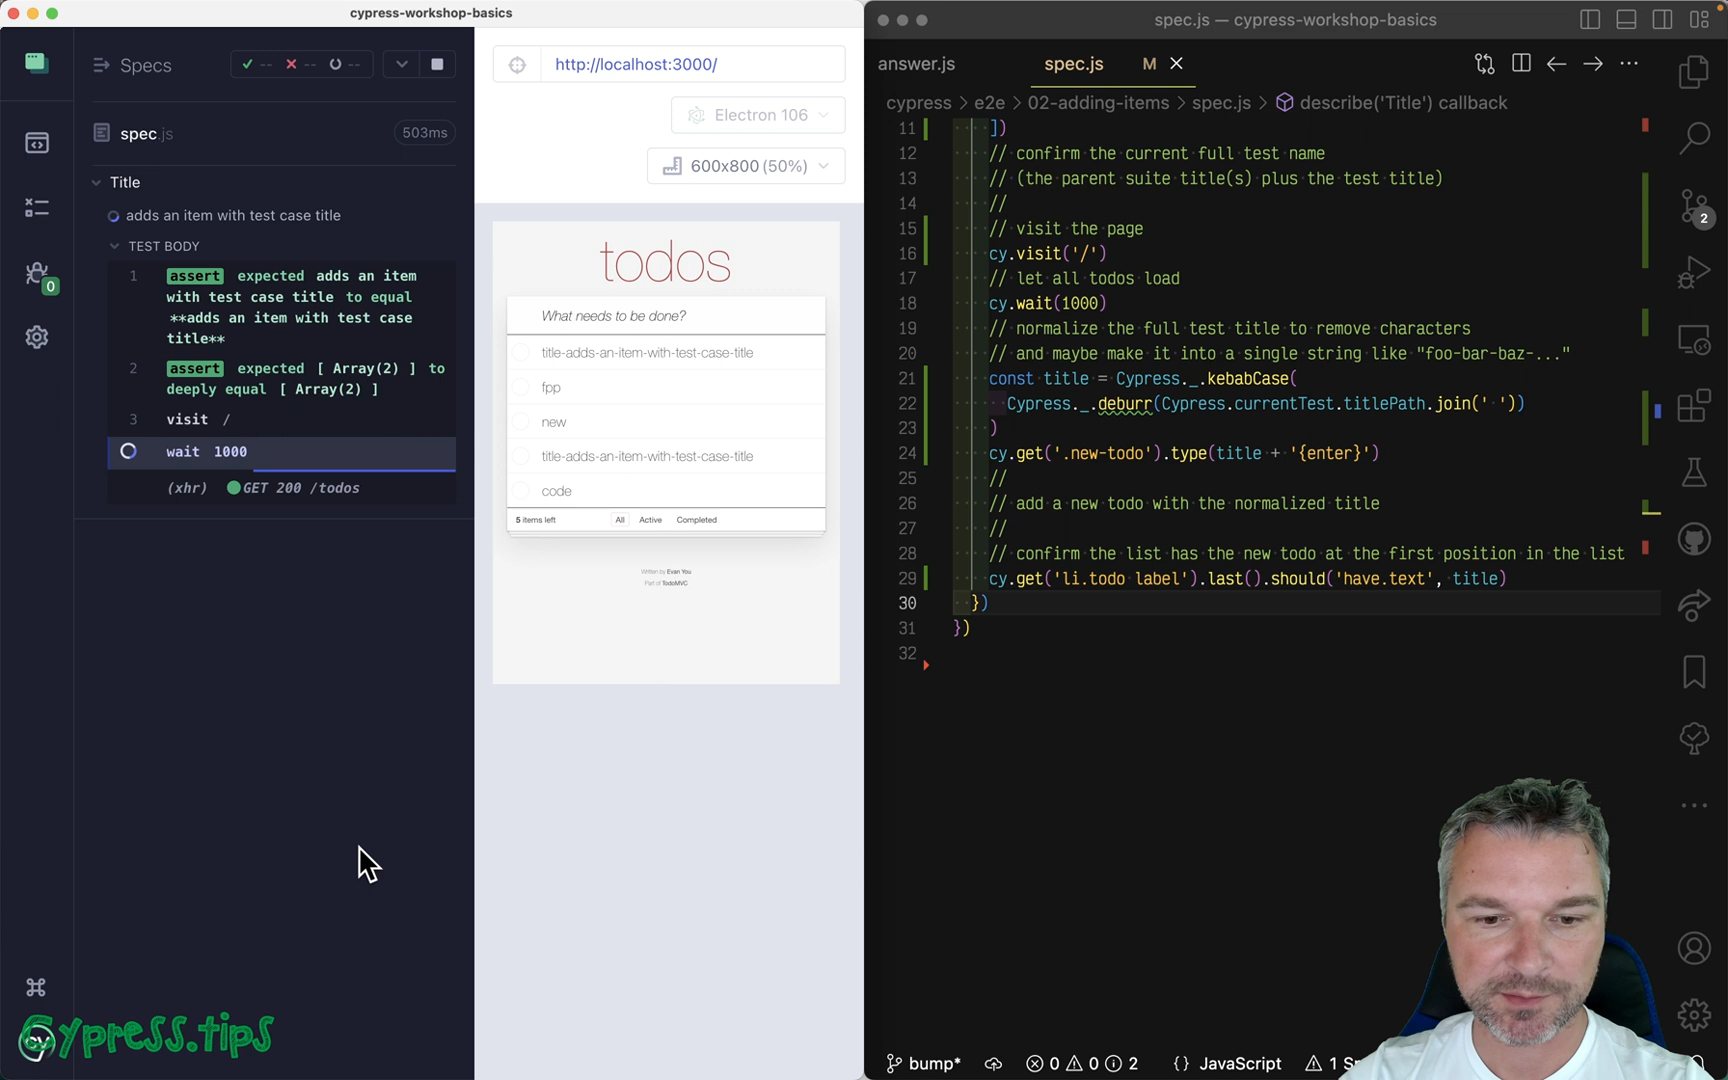 cypress-workshop-basics
Specs
✓ -- ✕ -- --
spec.js
503ms
Title
adds an item with test case title
TEST BODY
1 assert expected adds an item
with test case title to equal
**adds an item with test case
title**
2 assert expected [ Array(2) ] to
deeply equal [ Array(2) ]
3 visit /
wait 1000
(xhr) GET 200 /todos
0
Cypress.tips
http://localhost:3000/
Electron 106
600x800 (50%)
todos
What needs to be done?
title-adds-an-item-with-test-case-title
fpp
new
title-adds-an-item-with-test-case-title
code
5 items left All Active Completed
Written by Evan You
Part of TodoMVC
spec.js — cypress-workshop-basics
answer.js
spec.js M
cypress > e2e > 02-adding-items > spec.js > describe('Title') callback
11 ])
12 // confirm the current full test name
13 // (the parent suite title(s) plus the test title)
14 //
15 // visit the page
16 cy.visit('/')
17 // let all todos load
18 cy.wait(1000)
19 // normalize the full test title to remove characters
20 // and maybe make it into a single string like "foo-bar-baz-..."
21 const title = Cypress._.kebabCase(
22 Cypress._.deburr(Cypress.currentTest.titlePath.join(' '))
23 )
24 cy.get('.new-todo').type(title + '{enter}')
25 //
26 // add a new todo with the normalized title
27 //
28 // confirm the list has the new todo at the first position in the list
29 cy.get('li.todo label').last().should('have.text', title)
30 })
31 })
32
2
bump* 0 0 2 {} JavaScript 1